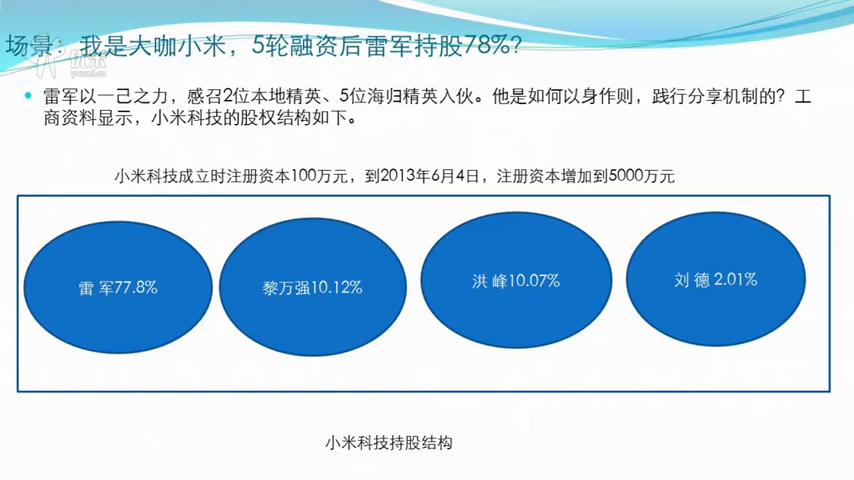 场景：我是大咖小米，5轮融资后雷军持股78%？
youmi.cn
雷军以一己之力，感召2位本地精英、5位海归精英入伙。他是如何以身作则，践行分享机制的？工
商资料显示，小米科技的股权结构如下。
小米科技成立时注册资本100万元，到2013年6月4日，注册资本增加到5000万元
雷 军77.8%
黎万强10.12%
洪 峰10.07%
刘 德 2.01%
小米科技持股结构